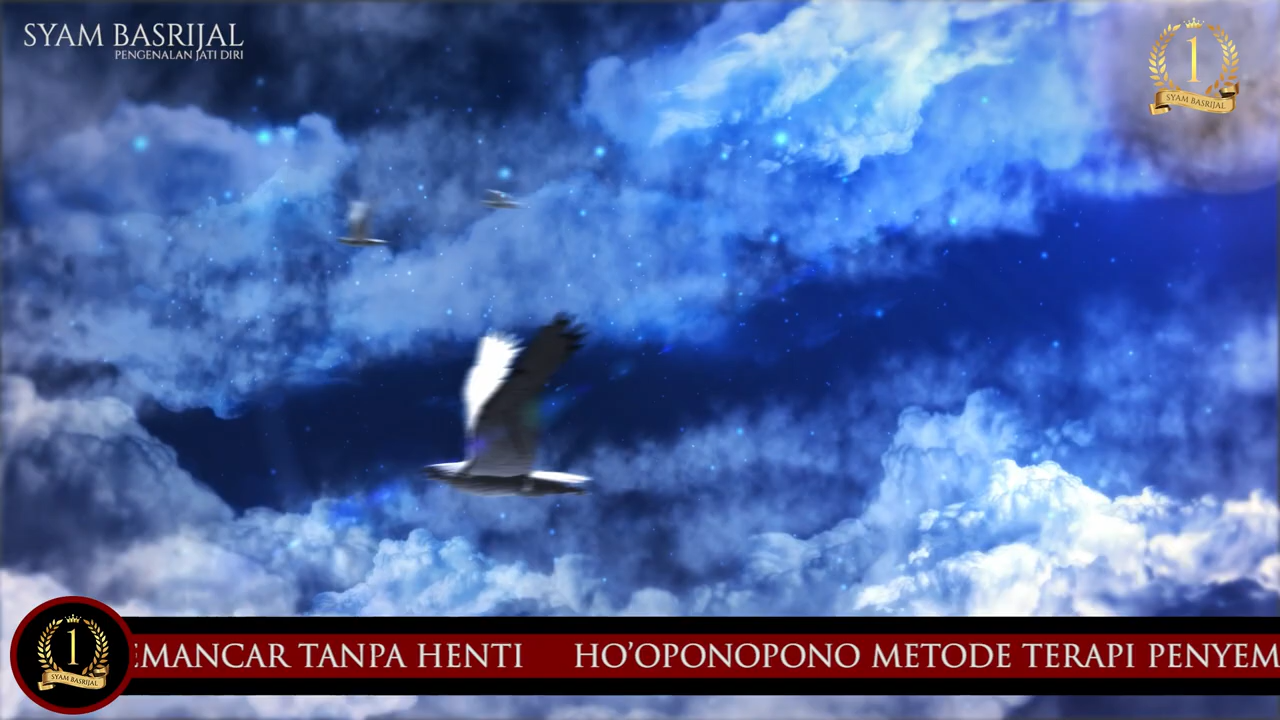 SYAM BASRIJAL
PENGENALAN JATI DIRI
1
SYAM BASRIJAL
1
SYAM BASRIJAL
EMANCAR TANPA HENTI HO'OPONOPONO METODE TERAPI PENYEM